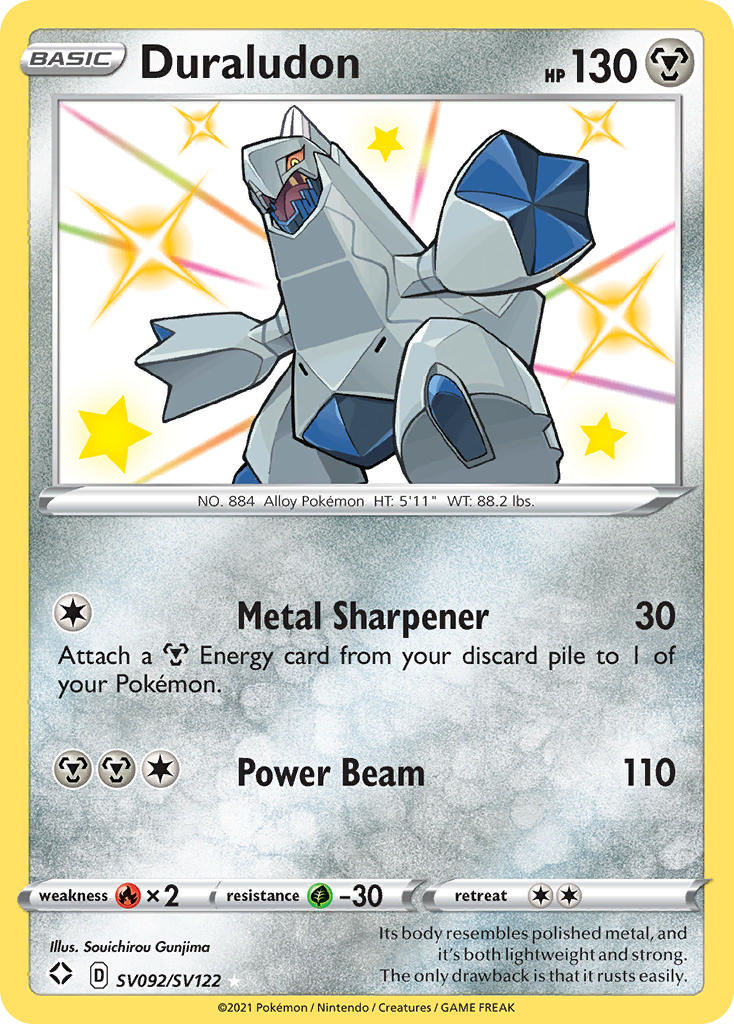 BASIC Duraludon HP 130
NO. 884 Alloy Pokémon HT: 5'11" WT: 88.2 lbs.
Metal Sharpener 30
Attach a Energy card from your discard pile to 1 of
your Pokémon.
Power Beam 110
weakness ×2 resistance -30 retreat
Its body resembles polished metal, and
it's both lightweight and strong.
The only drawback is that it rusts easily.
Illus. Souichirou Gunjima
D SV092/SV122
©2021 Pokémon / Nintendo / Creatures / GAME FREAK